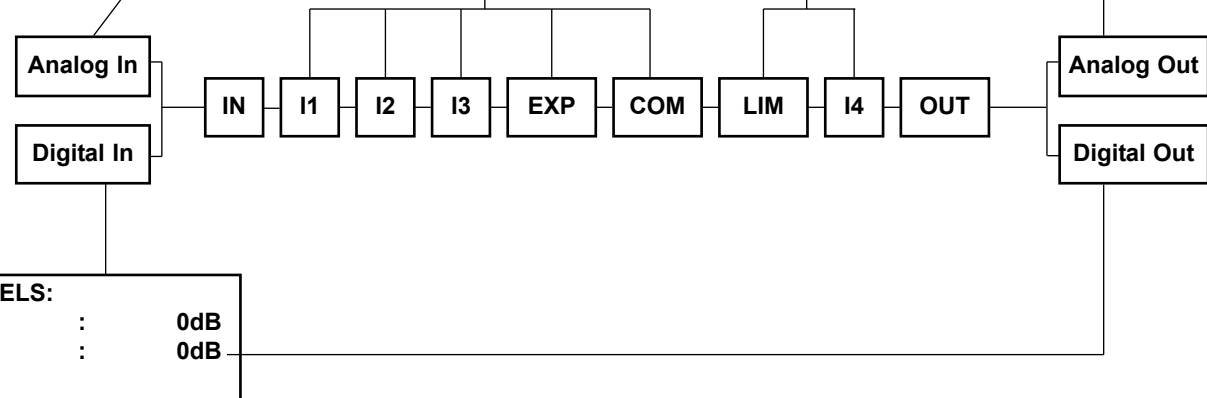 Analog In
Digital In
IN I1 I2 I3 EXP COM LIM I4 OUT
Analog Out
Digital Out
ELS:
: 0dB
: 0dB